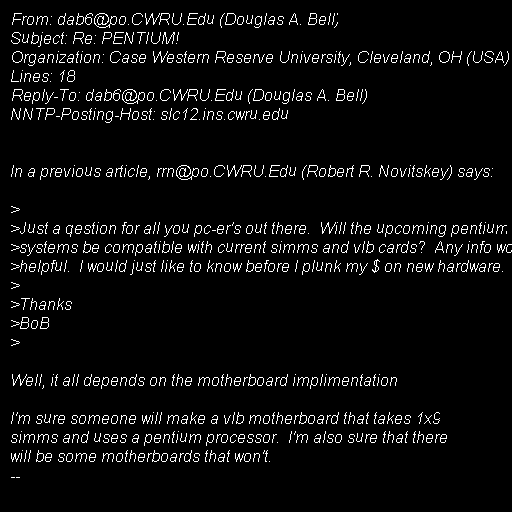 From: dab6@po.CWRU.Edu (Douglas A. Bell)
Subject: Re: PENTIUM!
Organization: Case Western Reserve University, Cleveland, OH (USA)
Lines: 18
Reply-To: dab6@po.CWRU.Edu (Douglas A. Bell)
NNTP-Posting-Host: slc12.ins.cwru.edu
In a previous article, rrn@po.CWRU.Edu (Robert R. Novitskey) says:
>
>Just a qestion for all you pc-er's out there.  Will the upcoming pentium
>systems be compatible with current simms and vlb cards?  Any info wo
>helpful.  I would just like to know before I plunk my $ on new hardware.
>
>Thanks
>BoB
>
Well, it all depends on the motherboard implimentation
I'm sure someone will make a vlb motherboard that takes 1x9
simms and uses a pentium processor.  I'm also sure that there
will be some motherboards that won't.
--